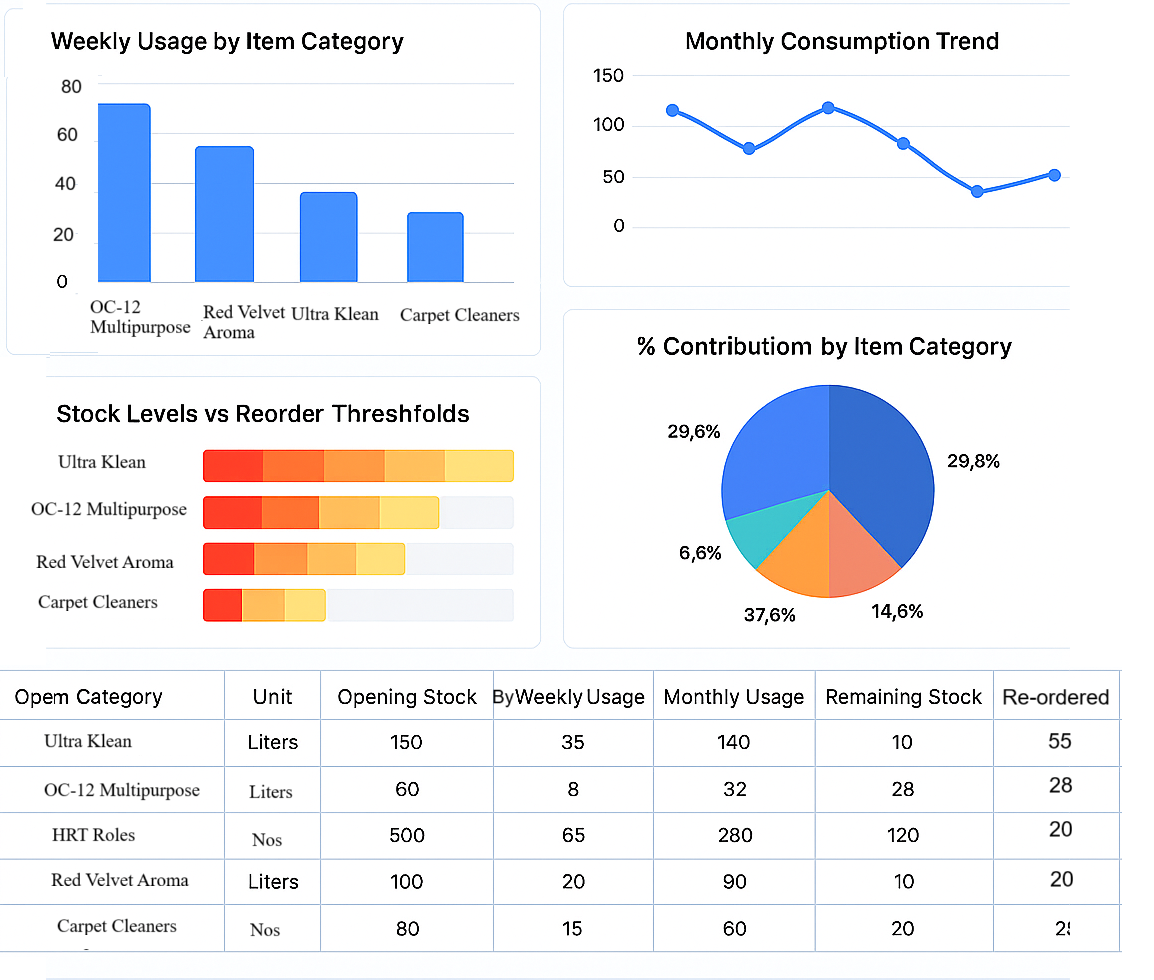 Weekly Usage by Item Category
80
60
40
20
0
OC-12
Multipurpose
Red Velvet
Aroma
Ultra Klean
Carpet Cleaners
Monthly Consumption Trend
150
100
50
0
Stock Levels vs Reorder Threshfolds
Ultra Klean
OC-12 Multipurpose
Red Velvet Aroma
Carpet Cleaners
% Contributiom by Item Category
29,6%
29,8%
6,6%
37,6%
14,6%
Opem Category Unit Opening Stock By Weekly Usage Monthly Usage Remaining Stock Re-ordered
Ultra Klean Liters 150 35 140 10 55
OC-12 Multipurpose Liters 60 8 32 28 28
HRT Roles Nos 500 65 280 120 20
Red Velvet Aroma Liters 100 20 90 10 20
Carpet Cleaners Nos 80 15 60 20